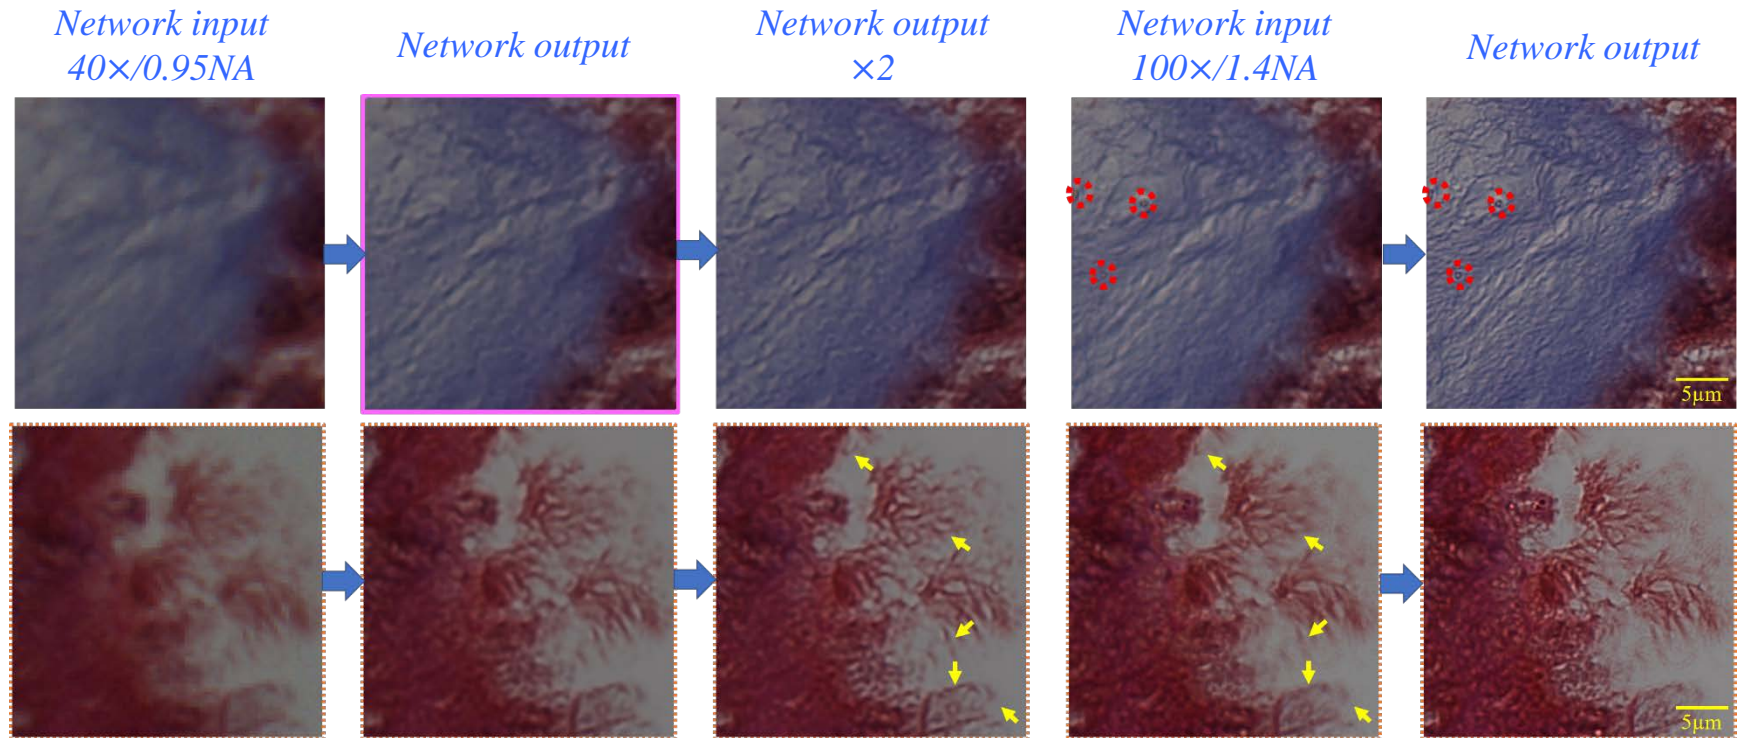 Network input
40×/0.95NA
Network output
Network output
×2
Network input
100×/1.4NA
Network output
5μm
5μm